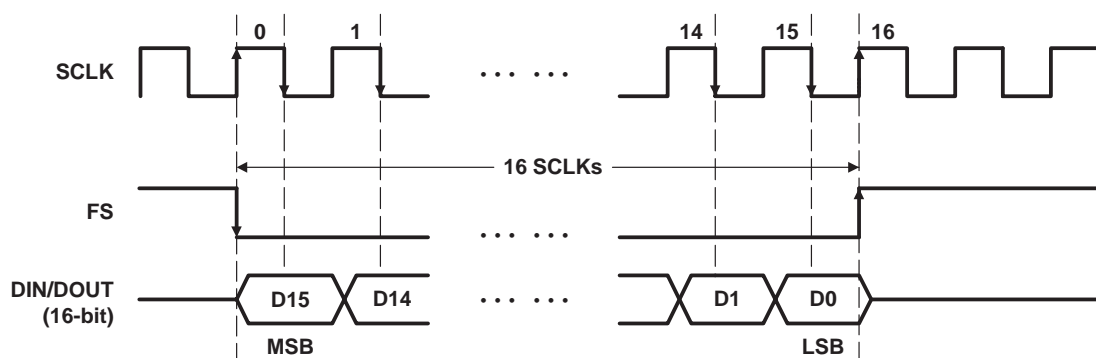 0 1 14 15 16
SCLK … … … …
16 SCLKs
FS … … … …
DIN/DOUT
(16-bit)
D15 D14 … … … … D1 D0
MSB LSB